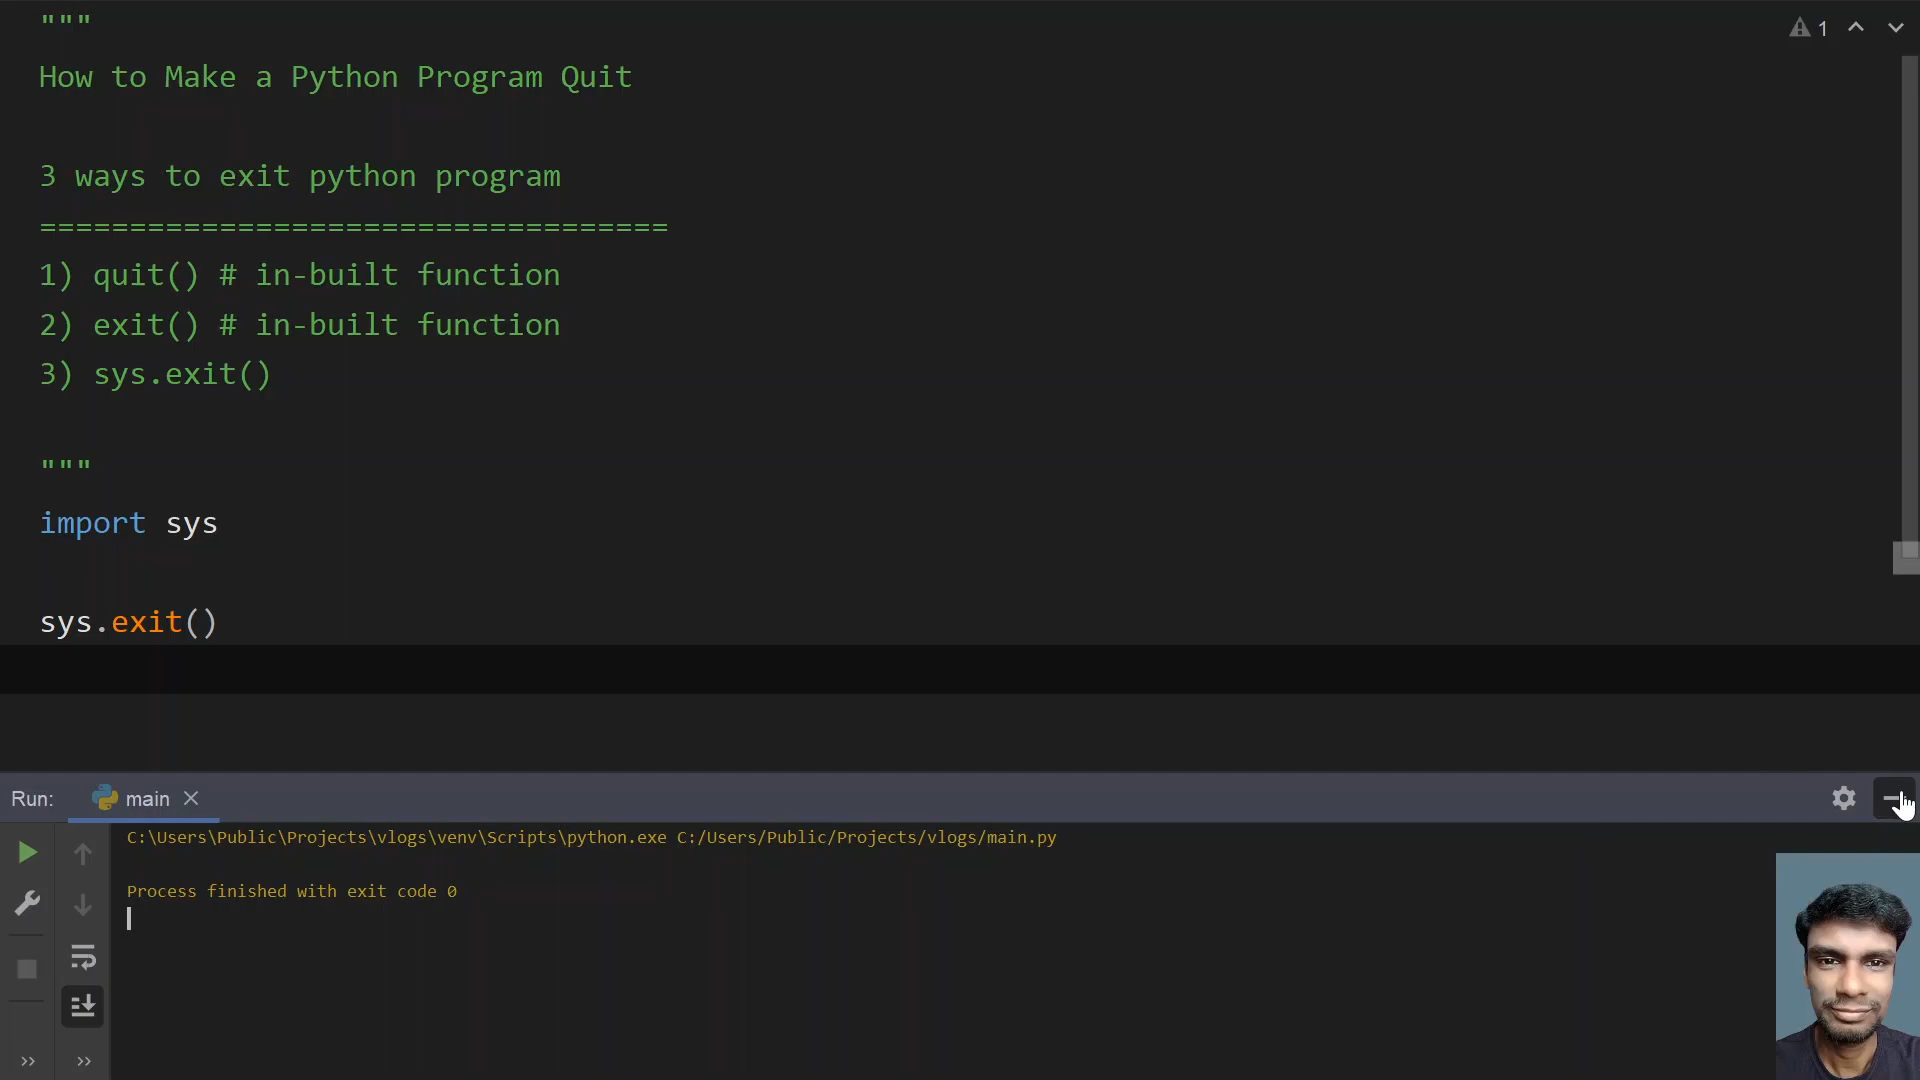 """
How to Make a Python Program Quit
3 ways to exit python program
===================================
1) quit() # in-built function
2) exit() # in-built function
3) sys.exit()
"""
import sys
sys.exit()
1
Run: main
C:\Users\Public\Projects\vlogs\venv\Scripts\python.exe C:/Users/Public/Projects/vlogs/main.py
Process finished with exit code 0